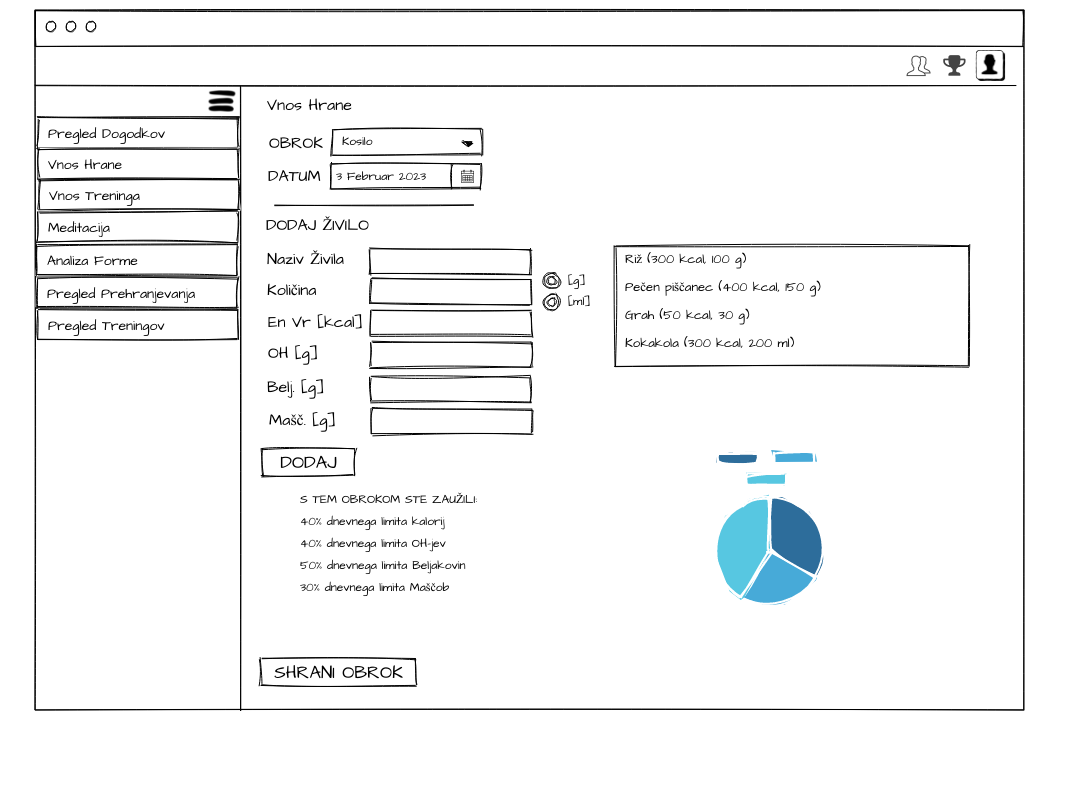 Vnos Hrane
Pregled Dogodkov
Vnos Hrane
Vnos Treninga
Meditacija
Analiza Forme
Pregled Prehranjevanja
Pregled Treningov
OBROK Kosilo
DATUM 3 Februar 2023
DODAJ ŽIVILO
Naziv Živila
Količina [g]
[ml]
En Vr [kcal]
OH [g]
Belj. [g]
Mašč. [g]
Riž (300 kcal, 100 g)
Pečen piščanec (400 kcal, 150 g)
Grah (50 kcal, 30 g)
Kokakola (300 kcal, 200 ml)
DODAJ
S TEM OBROKOM STE ZAUŽILI:
40% dnevnega limita kalorij
40% dnevnega limita OH-jev
50% dnevnega limita Beljakovin
30% dnevnega limita Maščob
SHRANI OBROK